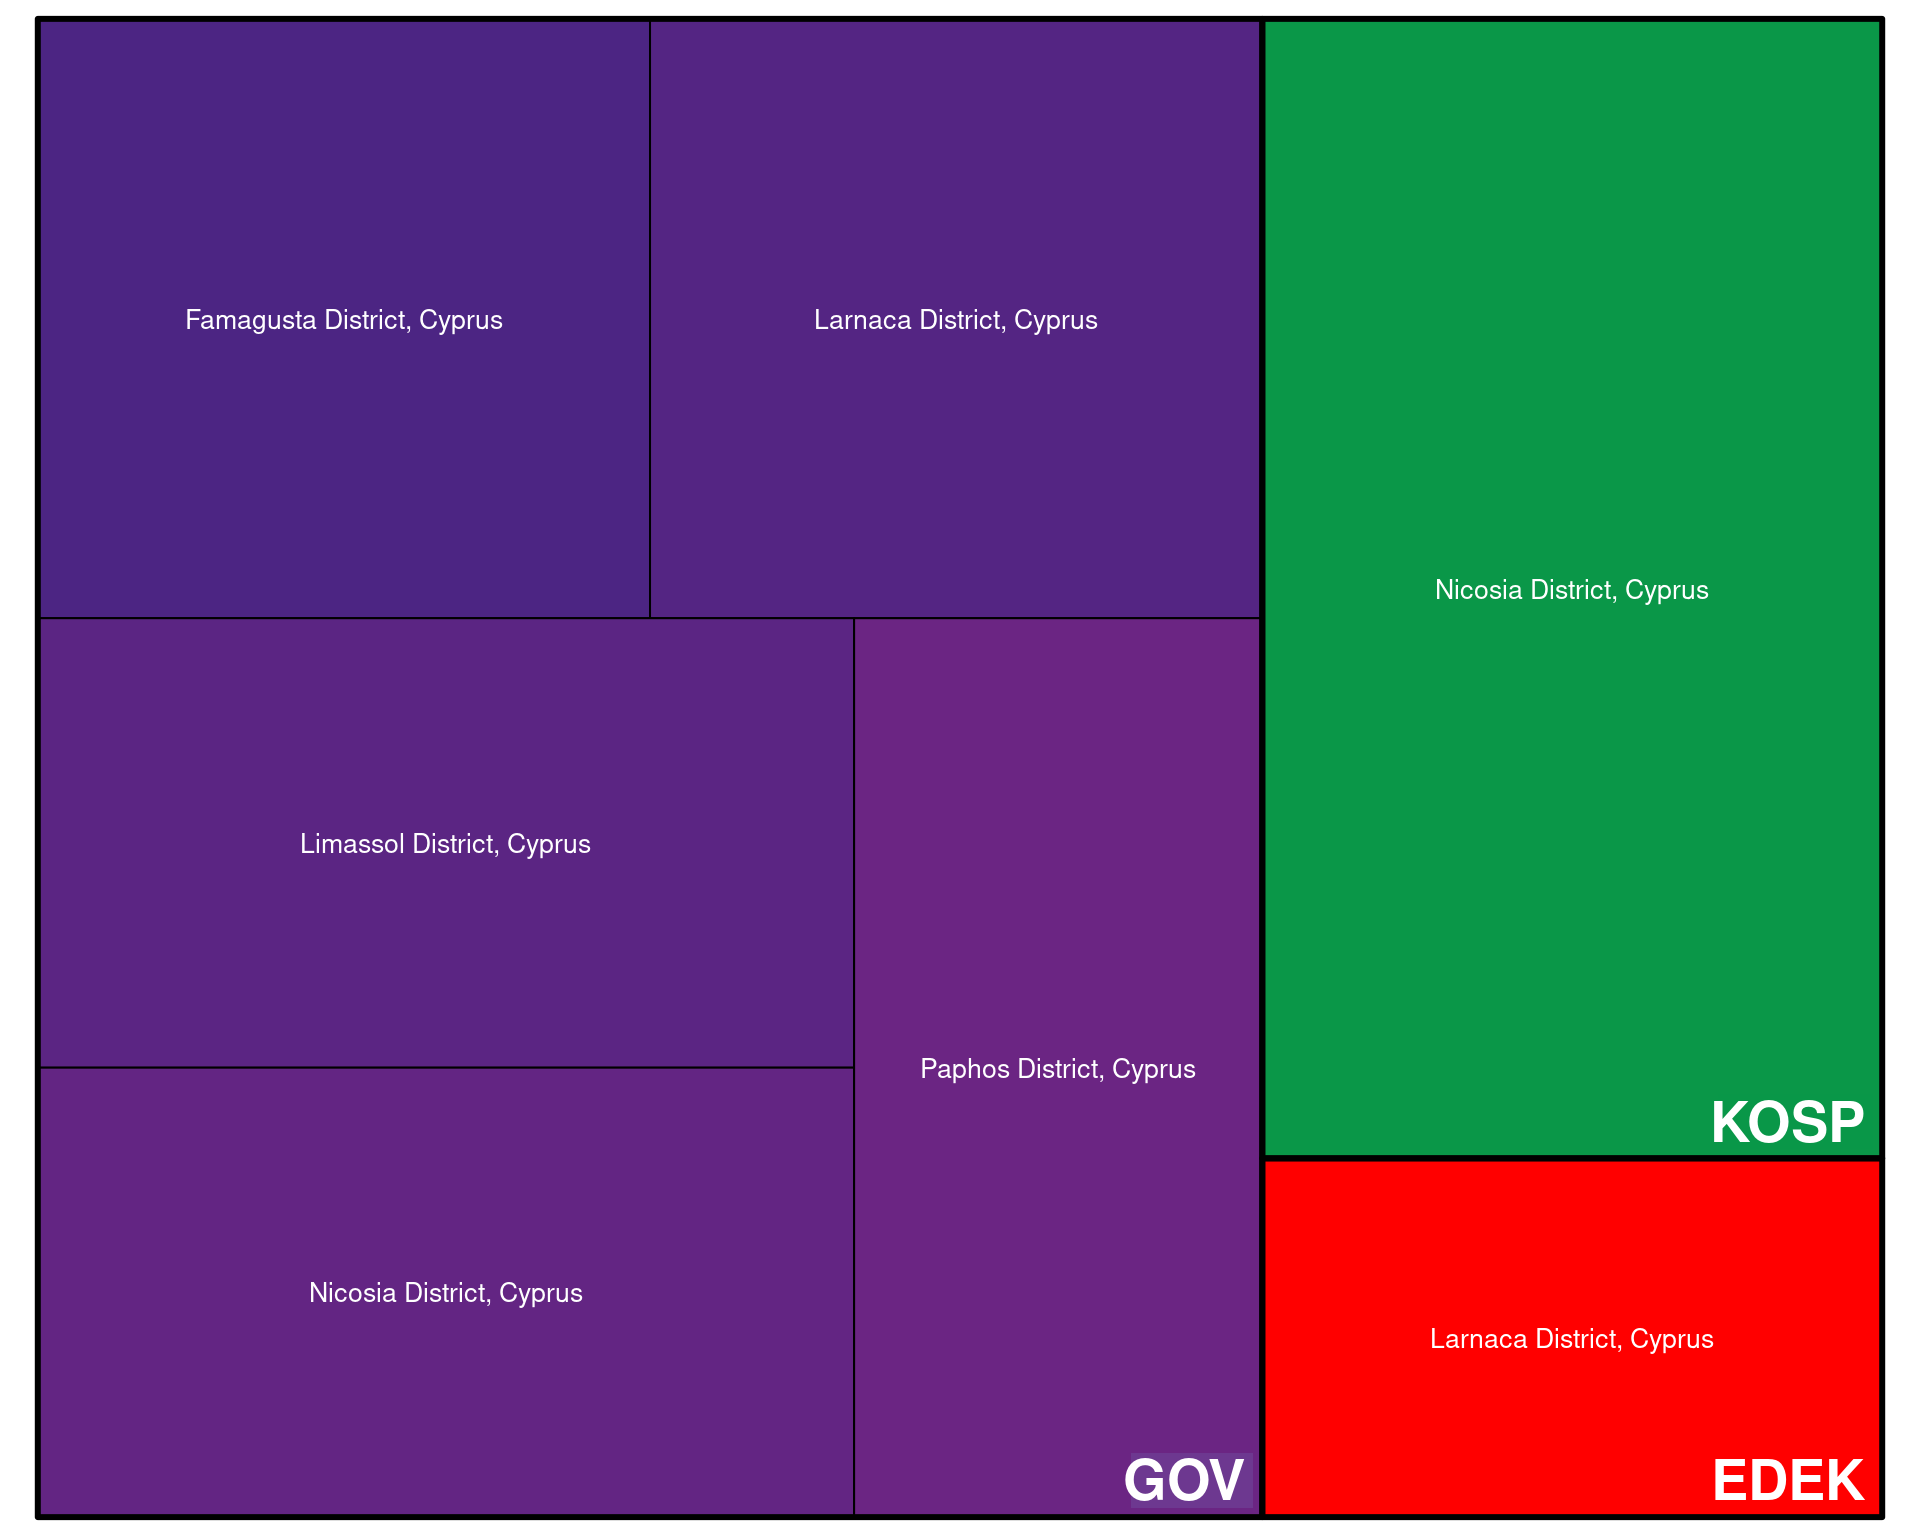 Famagusta District, Cyprus
Larnaca District, Cyprus
Limassol District, Cyprus
Nicosia District, Cyprus
Paphos District, Cyprus
GOV
Nicosia District, Cyprus
KOSP
Larnaca District, Cyprus
EDEK